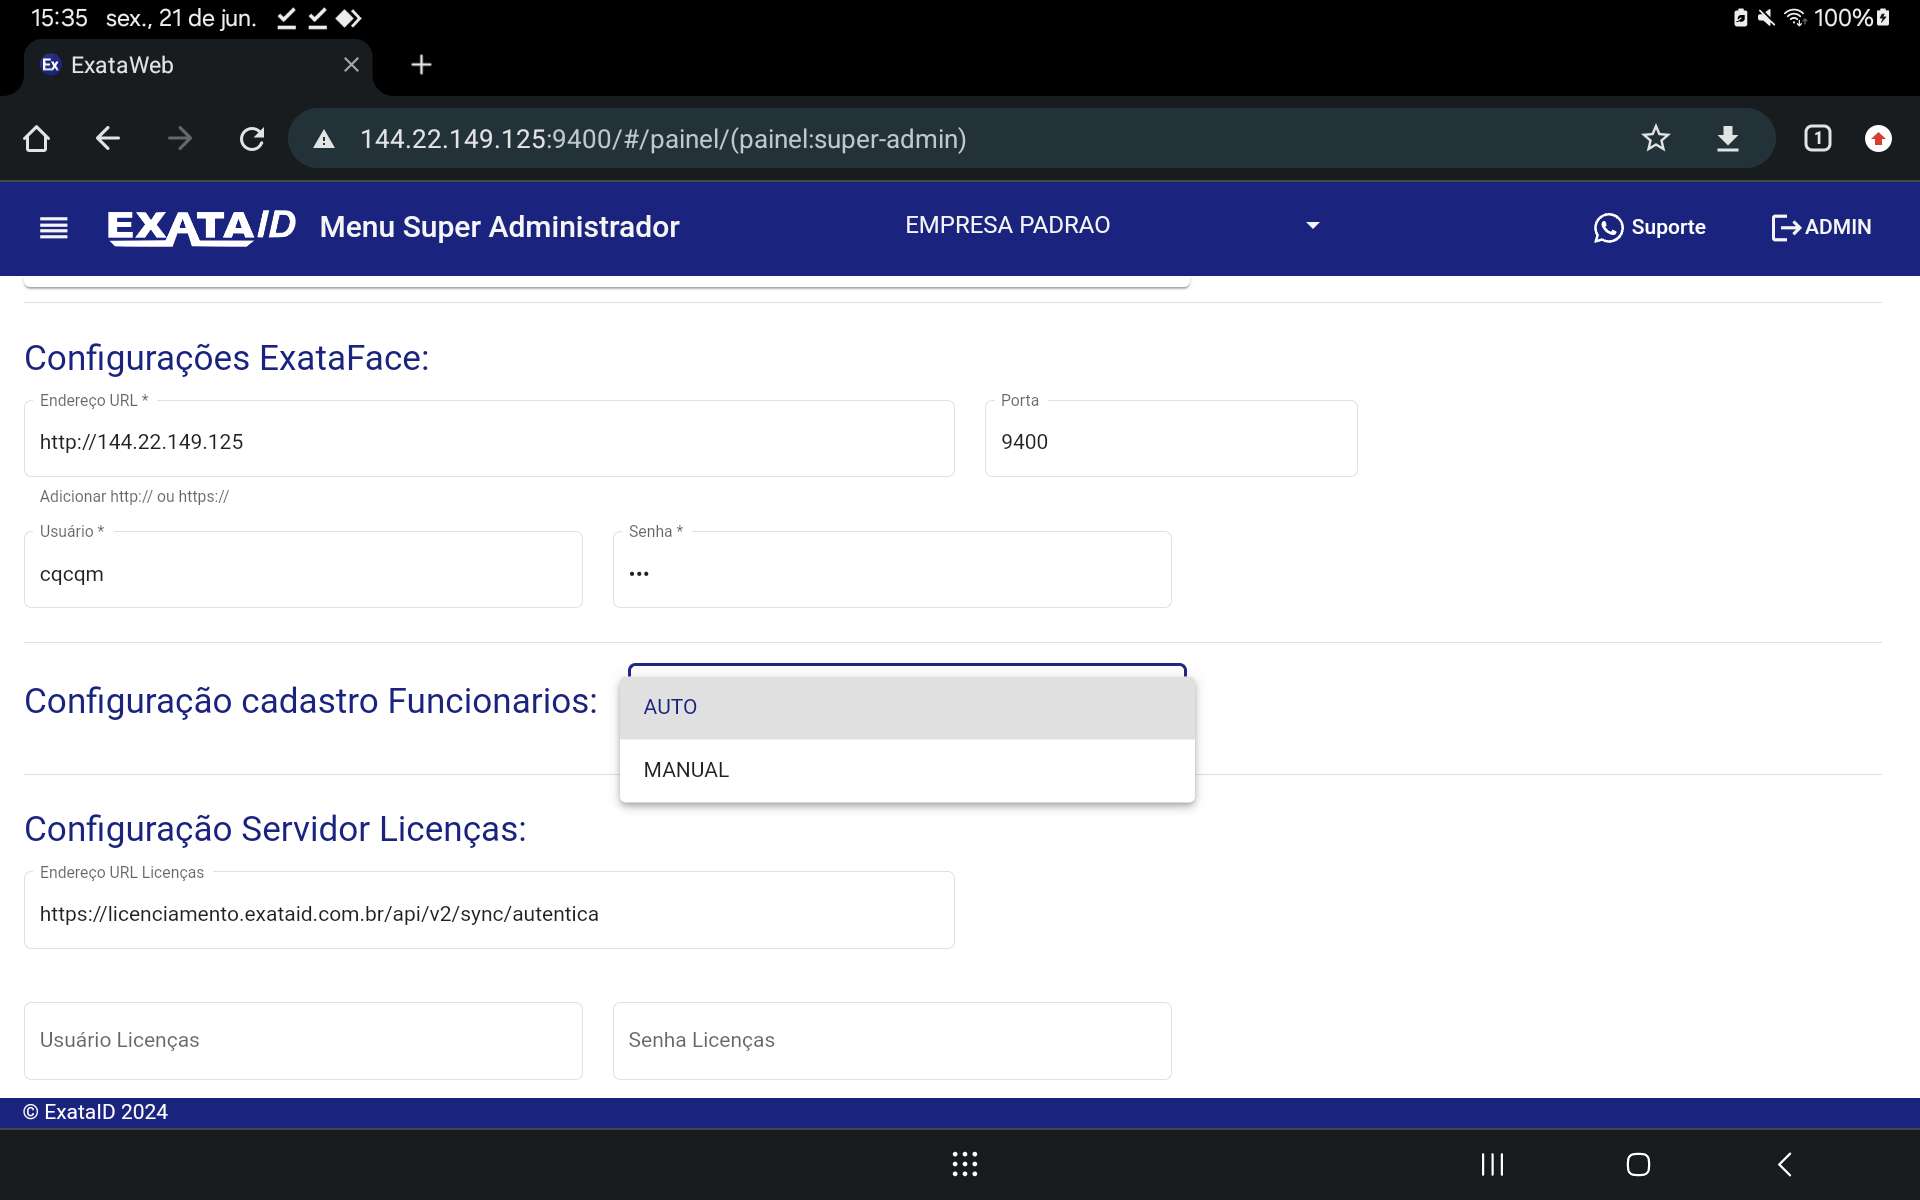 15:35 sex., 21 de jun. 100%
Ex ExataWeb
144.22.149.125:9400/#/painel/(painel:super-admin) 1
EXATAID Menu Super Administrador EMPRESA PADRAO Suporte ADMIN
Configurações ExataFace:
Endereço URL * Porta
http://144.22.149.125 9400
Adicionar http:// ou https://
Usuário * Senha *
cqcqm •••
Configuração cadastro Funcionarios: AUTO
MANUAL
Configuração Servidor Licenças:
Endereço URL Licenças
https://licenciamento.exataid.com.br/api/v2/sync/autentica
Usuário Licenças Senha Licenças
© ExataID 2024